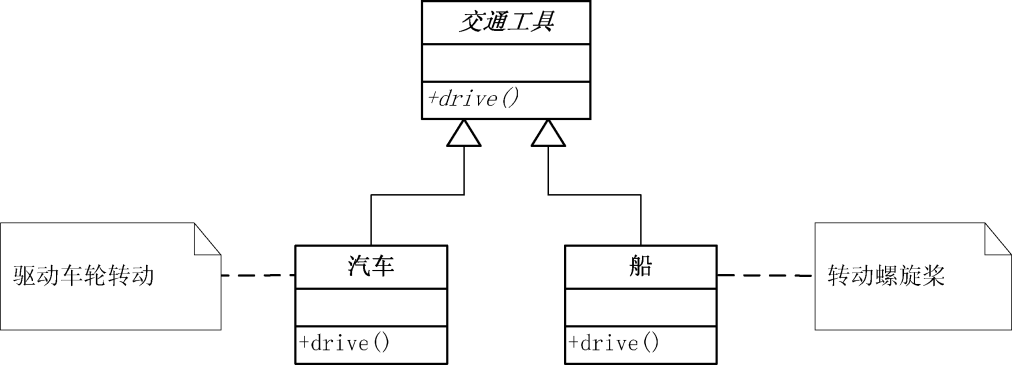 交通工具
+drive()
驱动车轮转动
汽车
+drive()
船
+drive()
转动螺旋桨